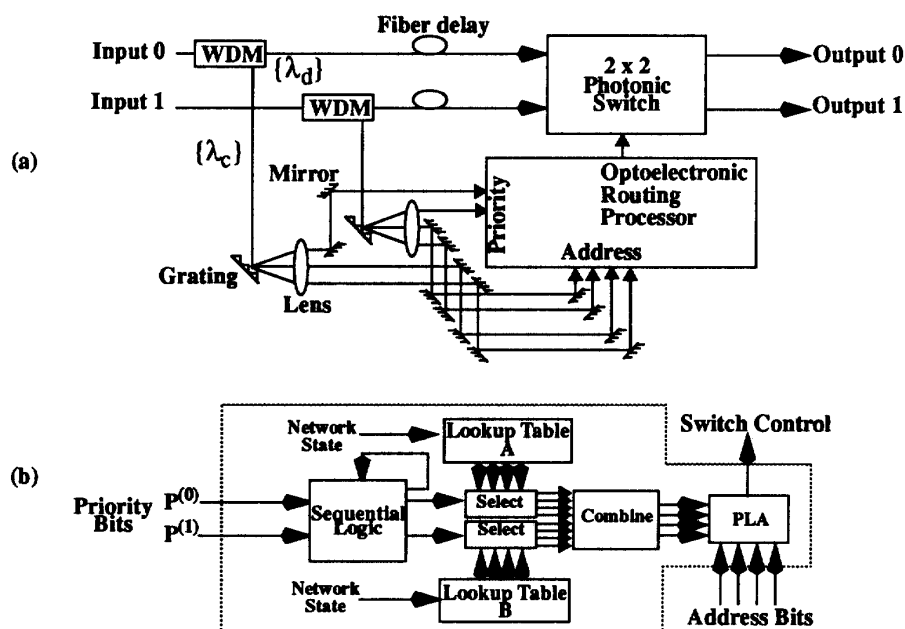 Fiber delay
Input 0
WDM
{λd}
2 x 2
Photonic
Switch
Output 0
Input 1
WDM
Output 1
(a)
{λc}
Mirror
Priority
Optoelectronic
Routing
Processor
Address
Grating
Lens
(b)
Network
State
Lookup Table
A
Switch Control
Priority
Bits
P(0)
P(1)
Sequential
Logic
Select
Select
Combine
PLA
Network
State
Lookup Table
B
Address Bits